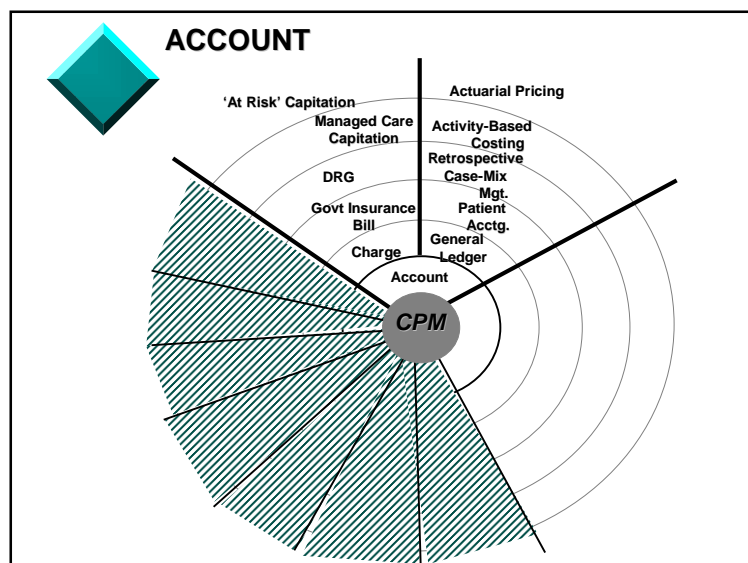 ACCOUNT
‘At Risk’ Capitation
Managed Care
Capitation
DRG
Govt Insurance
Bill
Charge
Actuarial Pricing
Activity-Based
Costing
Retrospective
Case-Mix
Mgt.
Patient
Acctg.
General
Ledger
Account
CPM